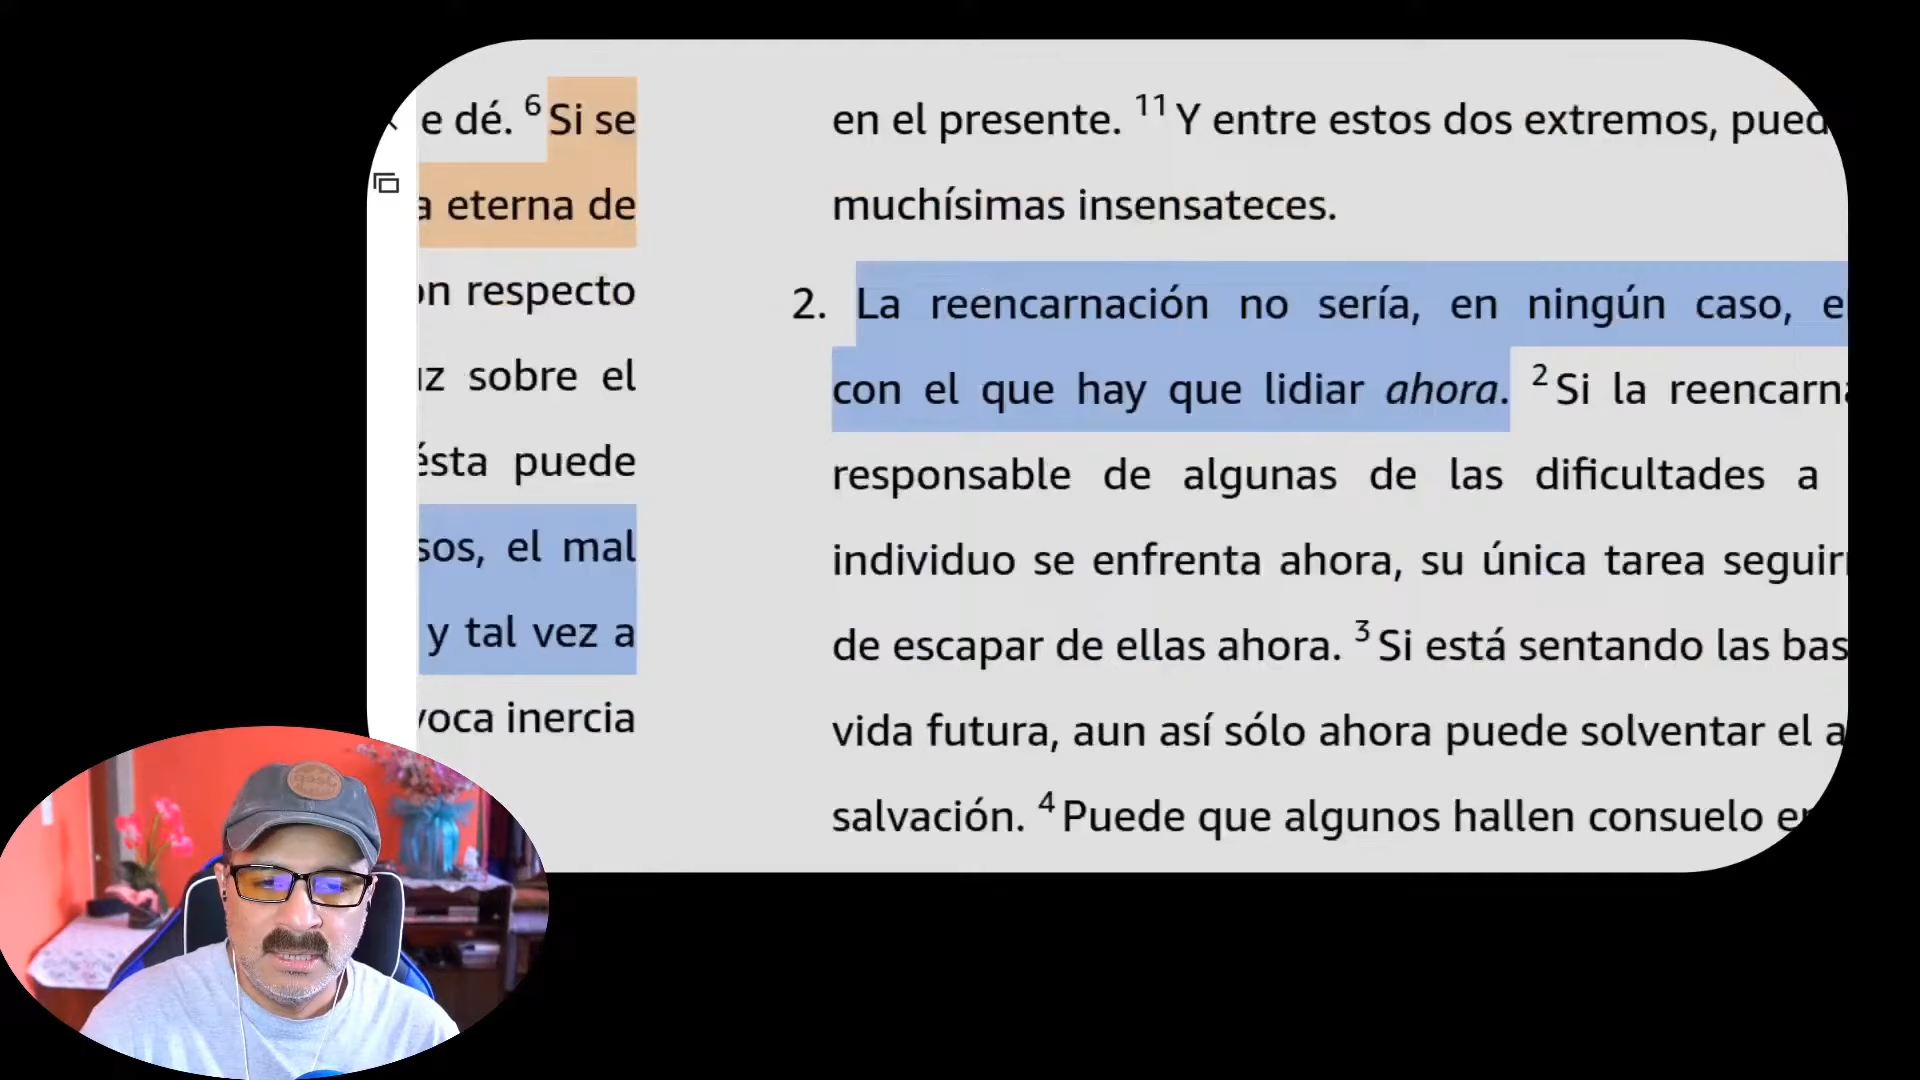 e dé. 6 Si se
a eterna de
on respecto
sobre el
ésta puede
sos, el mal
y tal vez a
voca inercia
en el presente. 11 Y entre estos dos extremos, pued
muchísimas insensateces.
2. La reencarnación no sería, en ningún caso, e
con el que hay que lidiar ahora. 2 Si la reencarna
responsable de algunas de las dificultades a
individuo se enfrenta ahora, su única tarea seguir
de escapar de ellas ahora. 3 Si está sentando las bas
vida futura, aun así sólo ahora puede solventar el a
salvación. 4 Puede que algunos hallen consuelo en